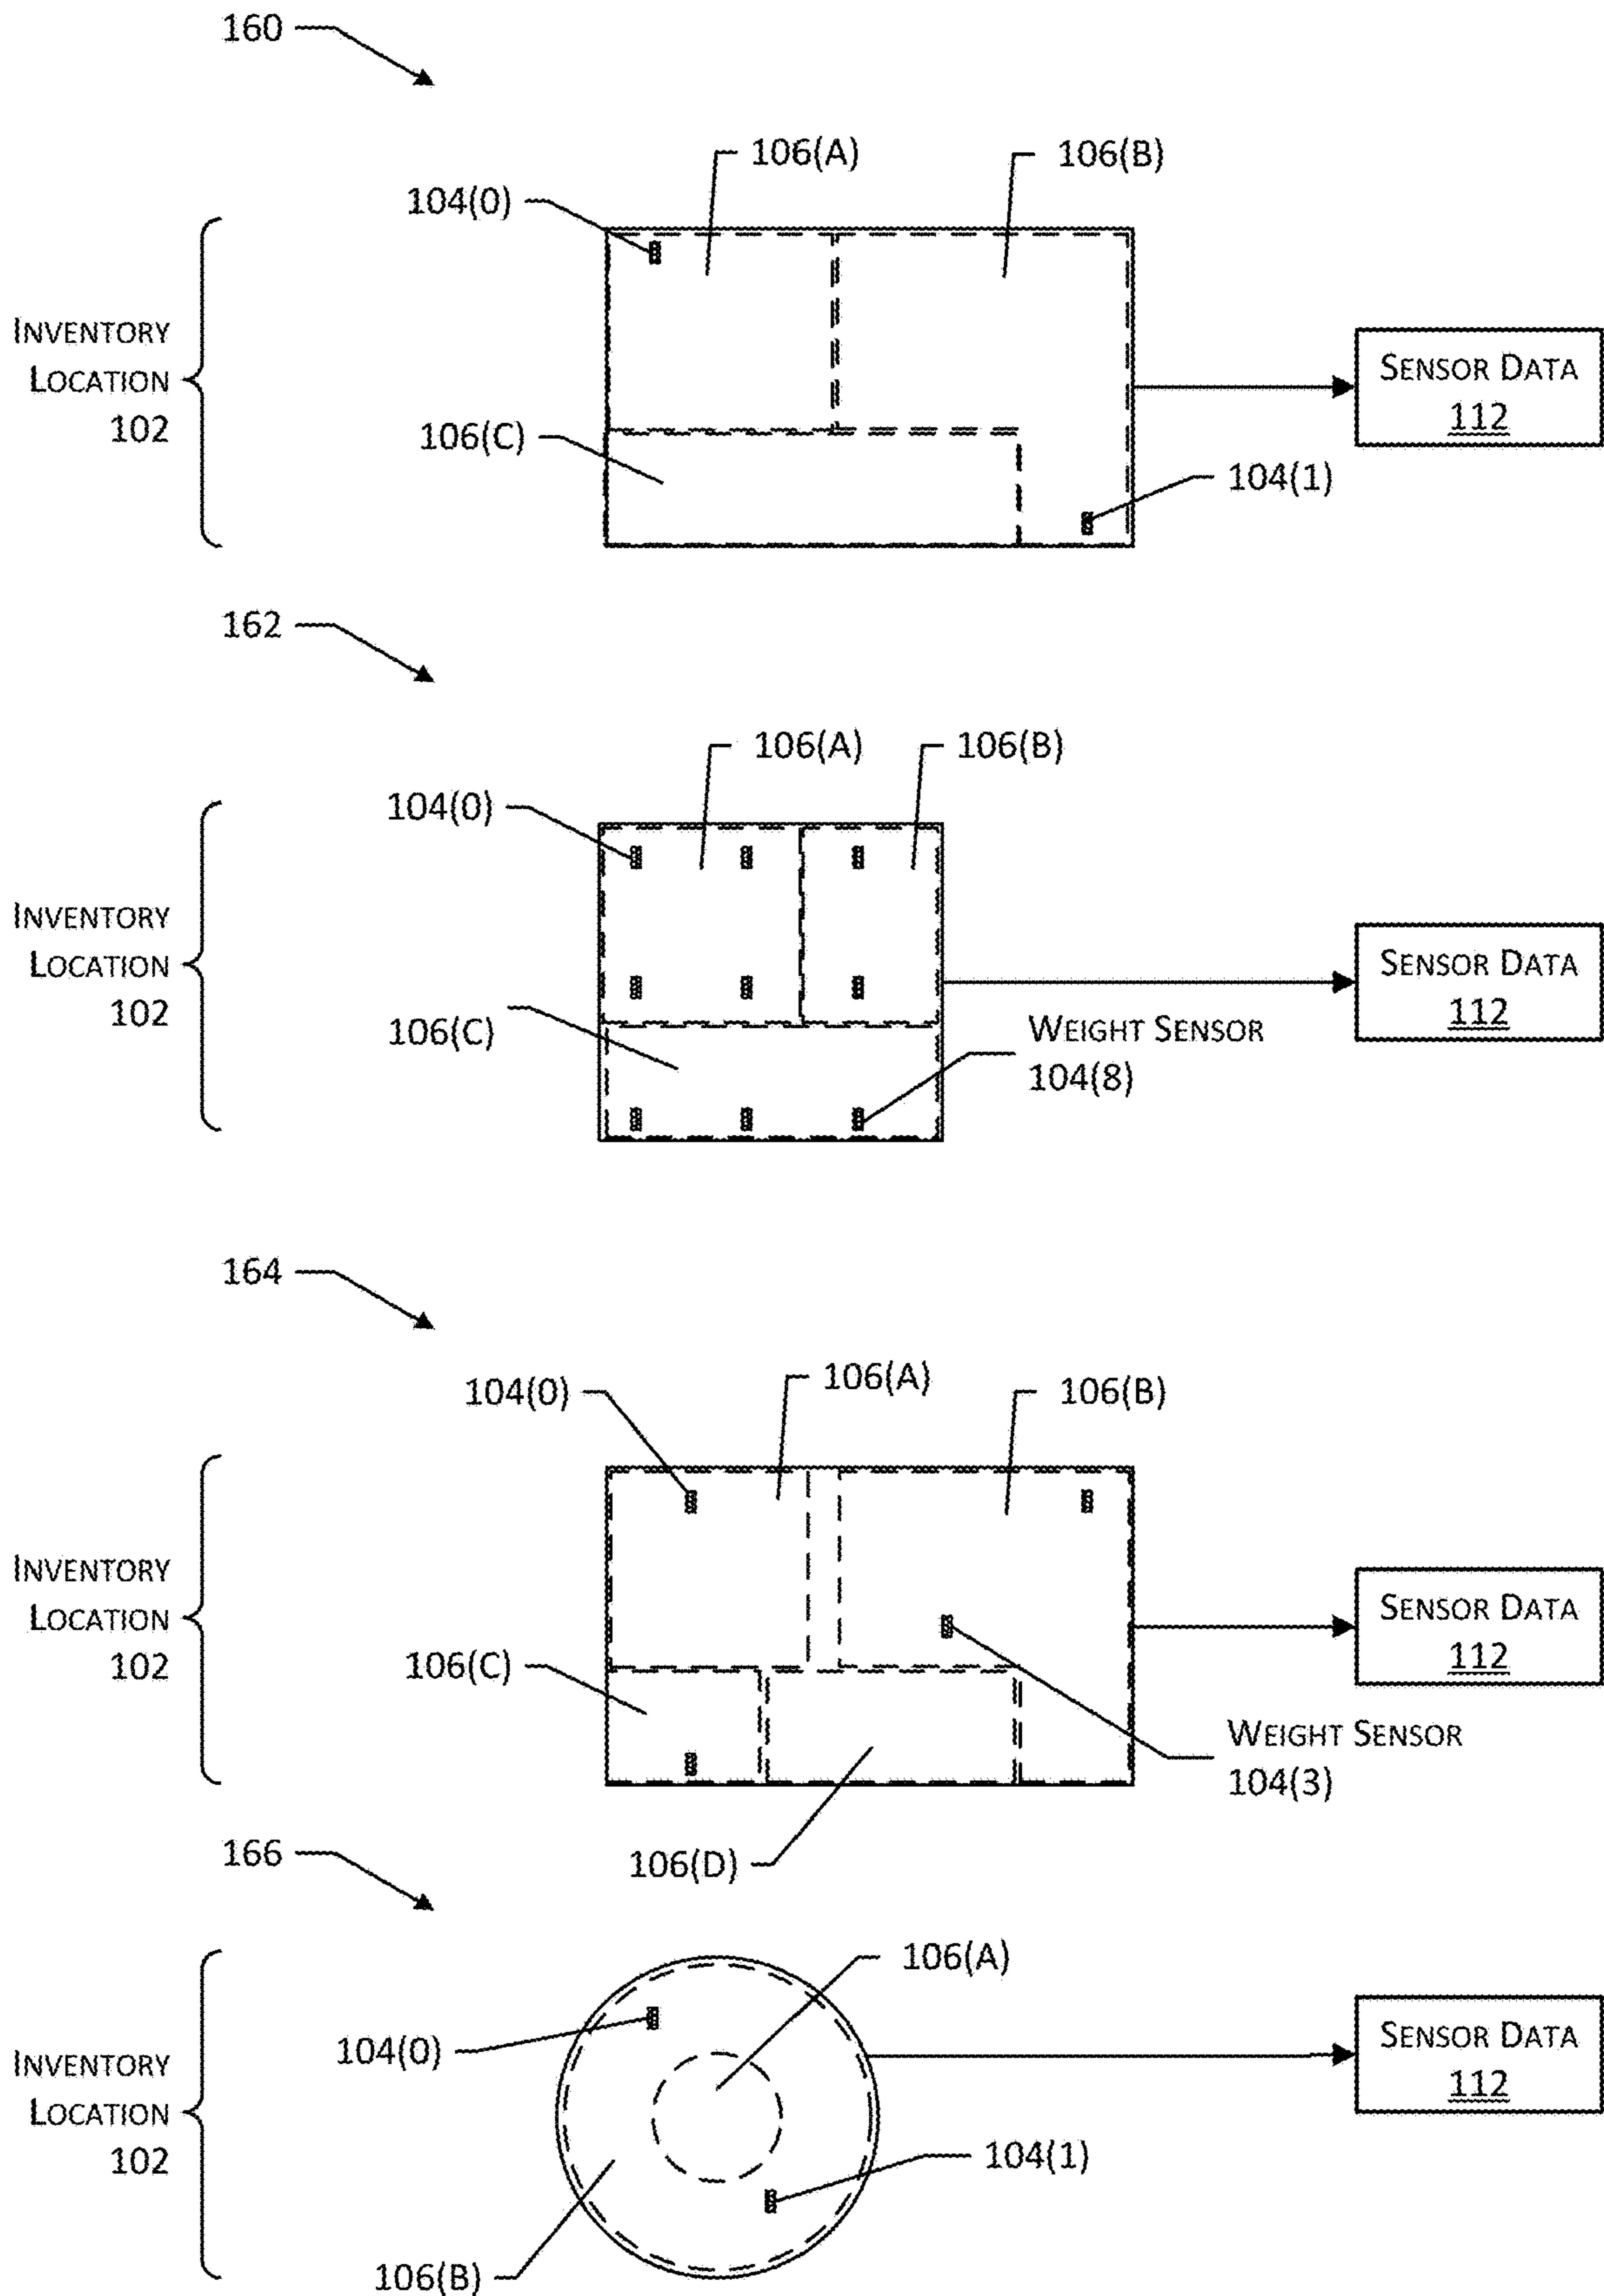 160
106(A)
106(B)
104(0)
INVENTORY
LOCATION
102
SENSOR DATA
112
106(C)
104(1)
162
106(A)
106(B)
104(0)
INVENTORY
LOCATION
102
SENSOR DATA
112
106(C)
WEIGHT SENSOR
104(8)
164
106(A)
104(0)
106(B)
INVENTORY
LOCATION
102
SENSOR DATA
112
106(C)
WEIGHT SENSOR
104(3)
166
106(D)
106(A)
104(0)
INVENTORY
LOCATION
102
SENSOR DATA
112
104(1)
106(B)